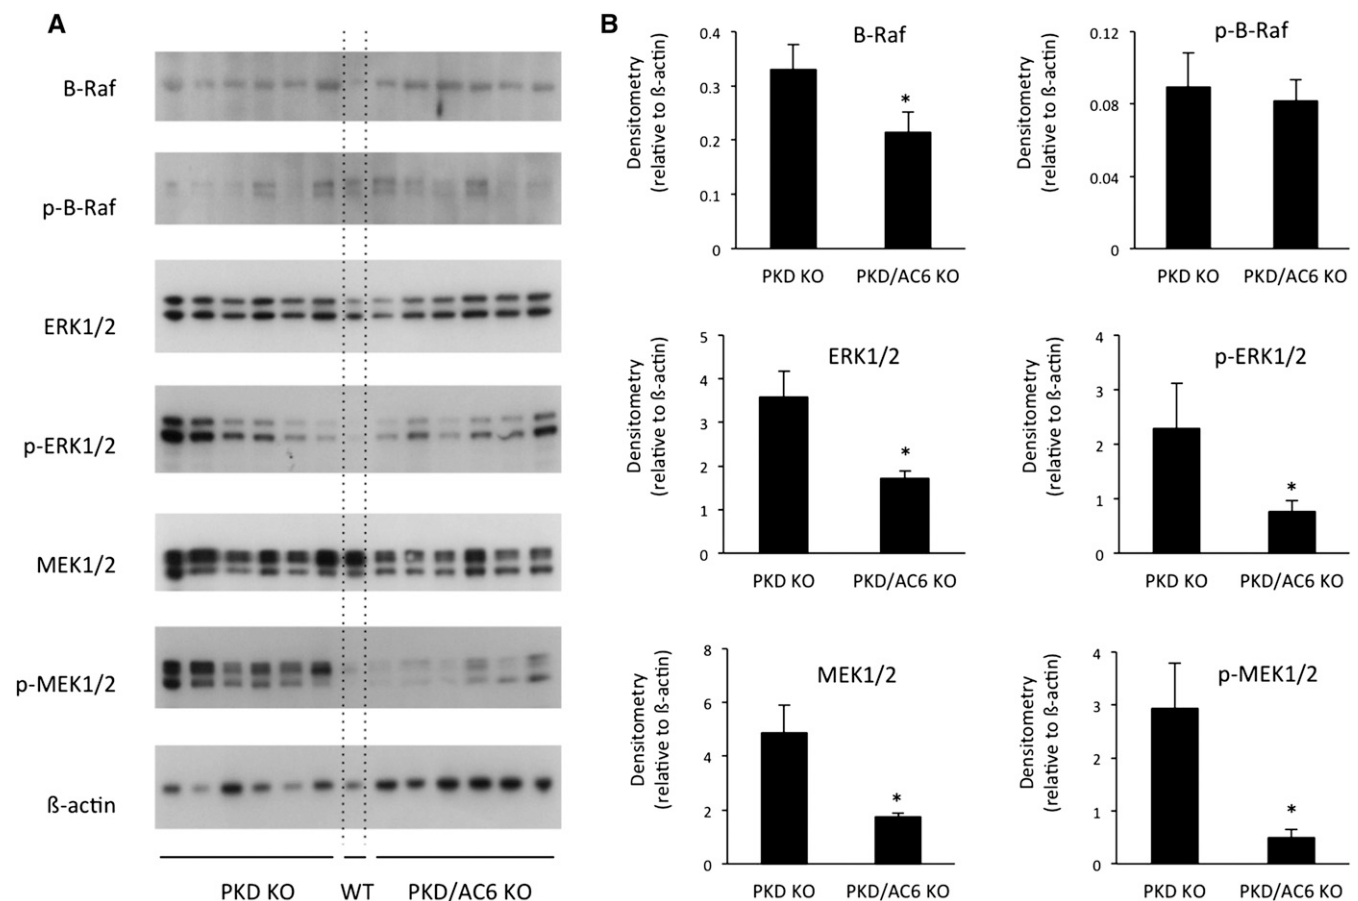 A
B-Raf
p-B-Raf
ERK1/2
p-ERK1/2
MEK1/2
p-MEK1/2
ß-actin
PKD KO WT PKD/AC6 KO
B
B-Raf
Densitometry
(relative to ß-actin)
0.4
0.3
0.2
0.1
0
*
PKD KO PKD/AC6 KO
p-B-Raf
Densitometry
(relative to ß-actin)
0.12
0.08
0.04
0
PKD KO PKD/AC6 KO
ERK1/2
Densitometry
(relative to ß-actin)
5
4
3
2
1
0
*
PKD KO PKD/AC6 KO
p-ERK1/2
Densitometry
(relative to ß-actin)
4
3
2
1
0
*
PKD KO PKD/AC6 KO
MEK1/2
Densitometry
(relative to ß-actin)
8
6
4
2
0
*
PKD KO PKD/AC6 KO
p-MEK1/2
Densitometry
(relative to ß-actin)
4
3
2
1
0
*
PKD KO PKD/AC6 KO